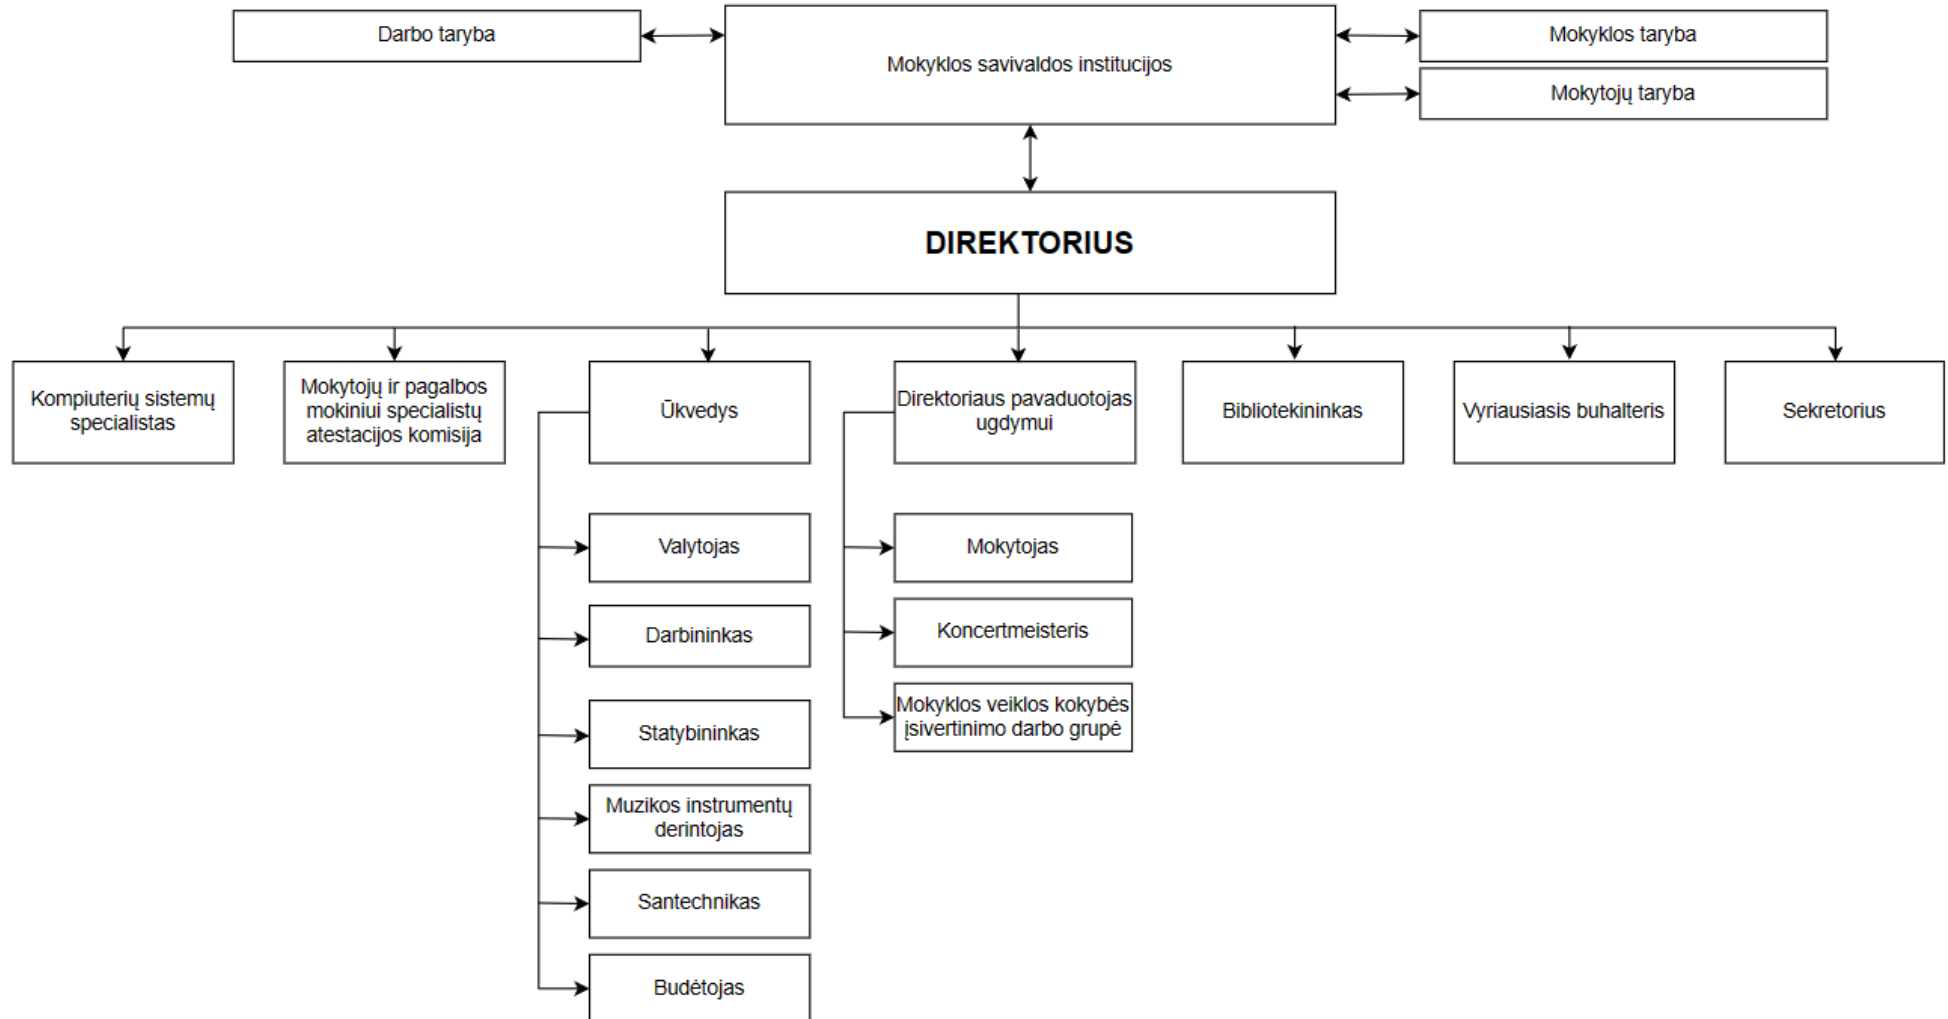 Darbo taryba
Mokyklos savivaldos institucijos
Mokyklos taryba
Mokytojų taryba
DIREKTORIUS
Kompiuterių sistemų
specialistas
Mokytojų ir pagalbos
mokiniui specialistų
atestacijos komisija
Ūkvedys
Direktoriaus pavaduotojas
ugdymui
Bibliotekininkas
Vyriausiasis buhalteris
Sekretorius
Valytojas
Darbininkas
Statybininkas
Muzikos instrumentų
derintojas
Santechnikas
Budėtojas
Mokytojas
Koncertmeisteris
Mokyklos veiklos kokybės
įsivertinimo darbo grupė